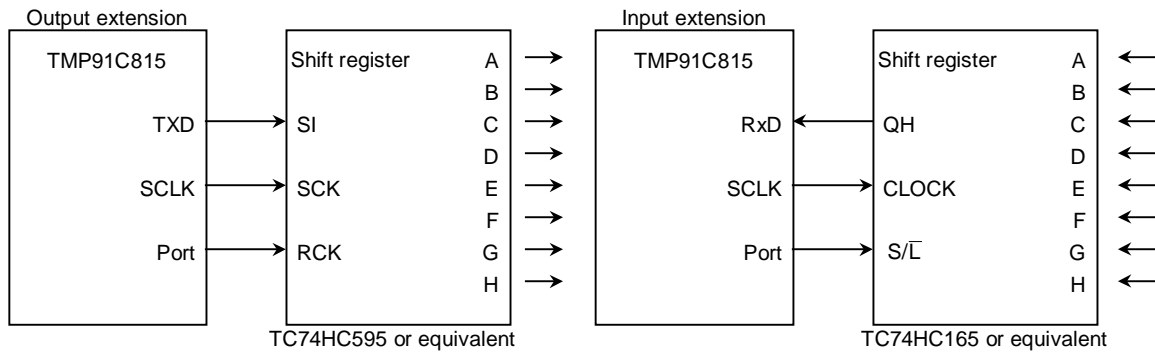 Output extension
TMP91C815
TXD
SCLK
Port
Shift register
SI
SCK
RCK
A
B
C
D
E
F
G
H
TC74HC595 or equivalent
Input extension
TMP91C815
RxD
SCLK
Port
Shift register
QH
CLOCK
S/L̅
A
B
C
D
E
F
G
H
TC74HC165 or equivalent